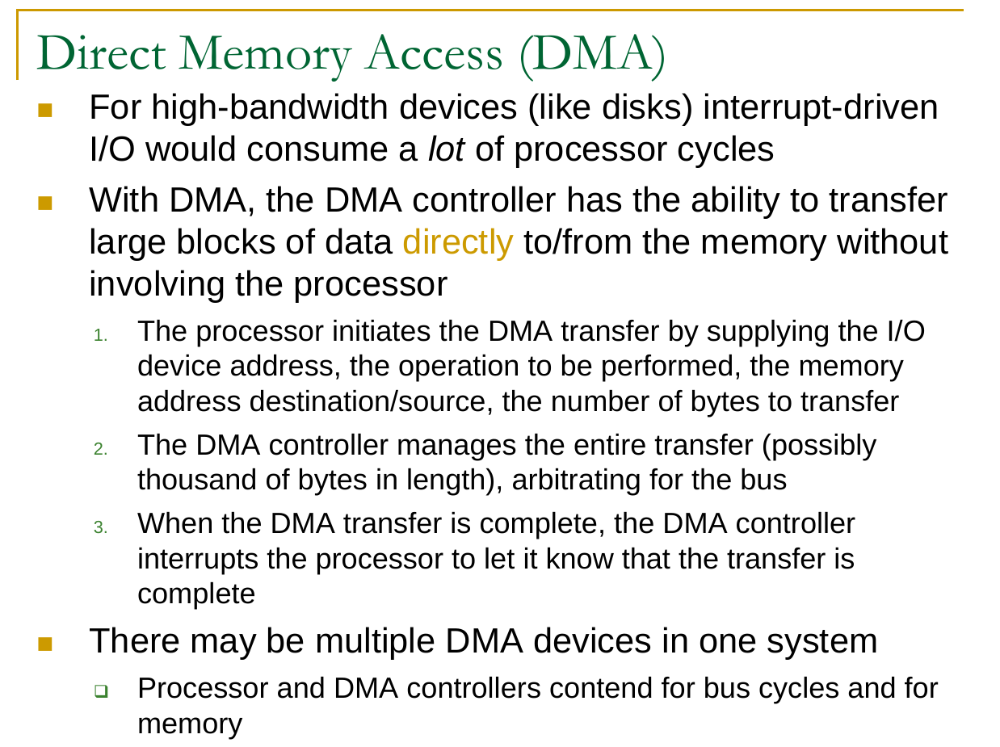 Direct Memory Access (DMA)
■ For high-bandwidth devices (like disks) interrupt-driven
I/O would consume a lot of processor cycles
■ With DMA, the DMA controller has the ability to transfer
large blocks of data directly to/from the memory without
involving the processor
1. The processor initiates the DMA transfer by supplying the I/O
device address, the operation to be performed, the memory
address destination/source, the number of bytes to transfer
2. The DMA controller manages the entire transfer (possibly
thousand of bytes in length), arbitrating for the bus
3. When the DMA transfer is complete, the DMA controller
interrupts the processor to let it know that the transfer is
complete
■ There may be multiple DMA devices in one system
❑ Processor and DMA controllers contend for bus cycles and for
memory